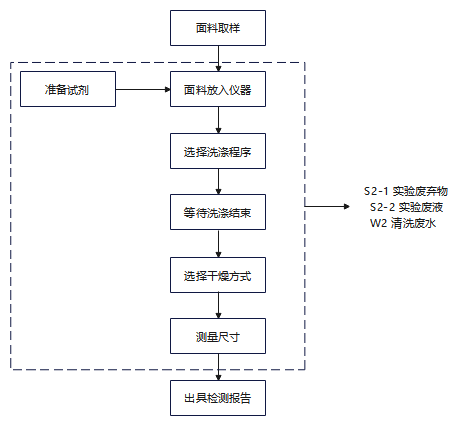 面料取样
准备试剂
面料放入仪器
选择洗涤程序
等待洗涤结束
S2-1 实验废弃物
S2-2 实验废液
W2 清洗废水
选择干燥方式
测量尺寸
出具检测报告